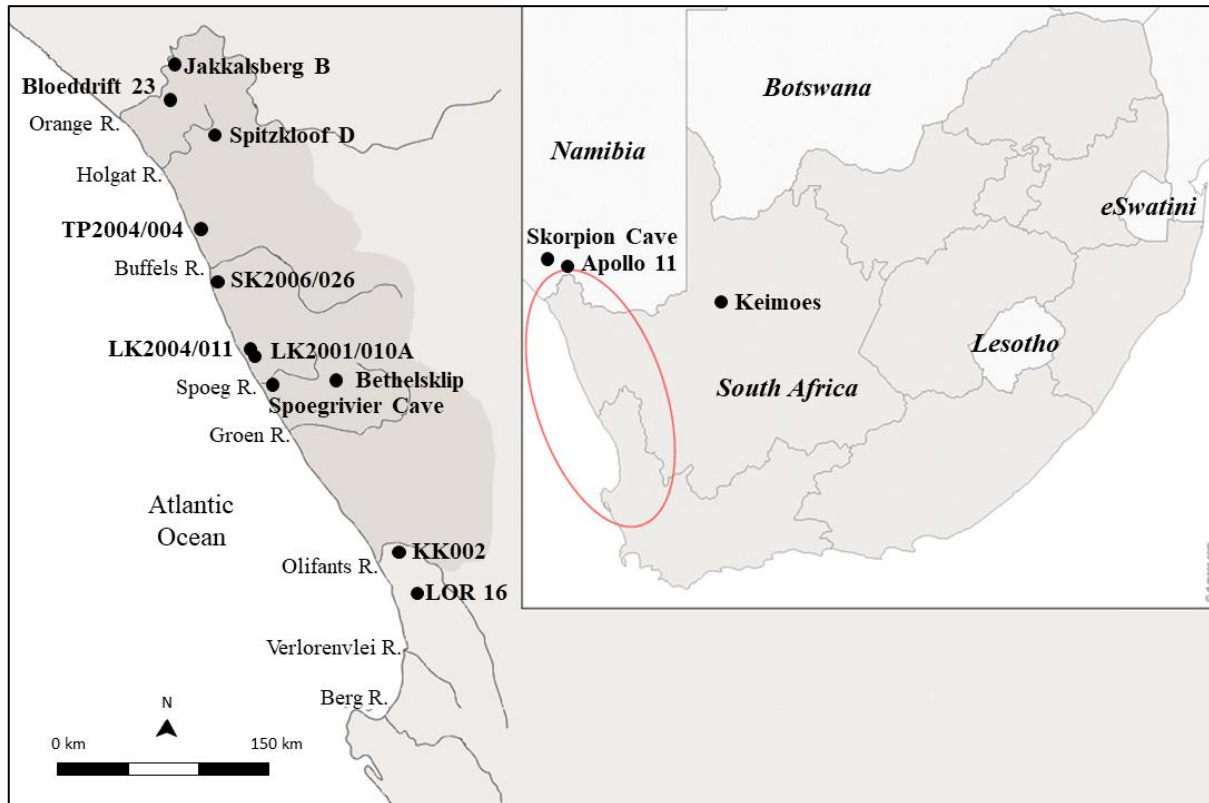 Jakkalsberg B
Bloeddrift 23
Orange R.
Spitzkloof D
Holgat R.
TP2004/004
Buffels R.
SK2006/026
LK2004/011
LK2001/010A
Bethelsklip
Spoeg R.
Spoegrivier Cave
Groen R.
Atlantic
Ocean
KK002
Olifants R.
LOR 16
Verlorenvlei R.
Berg R.
N
0 km
150 km
Botswana
Namibia
eSwatini
Skorpion Cave
Apollo 11
Keimoes
Lesotho
South Africa